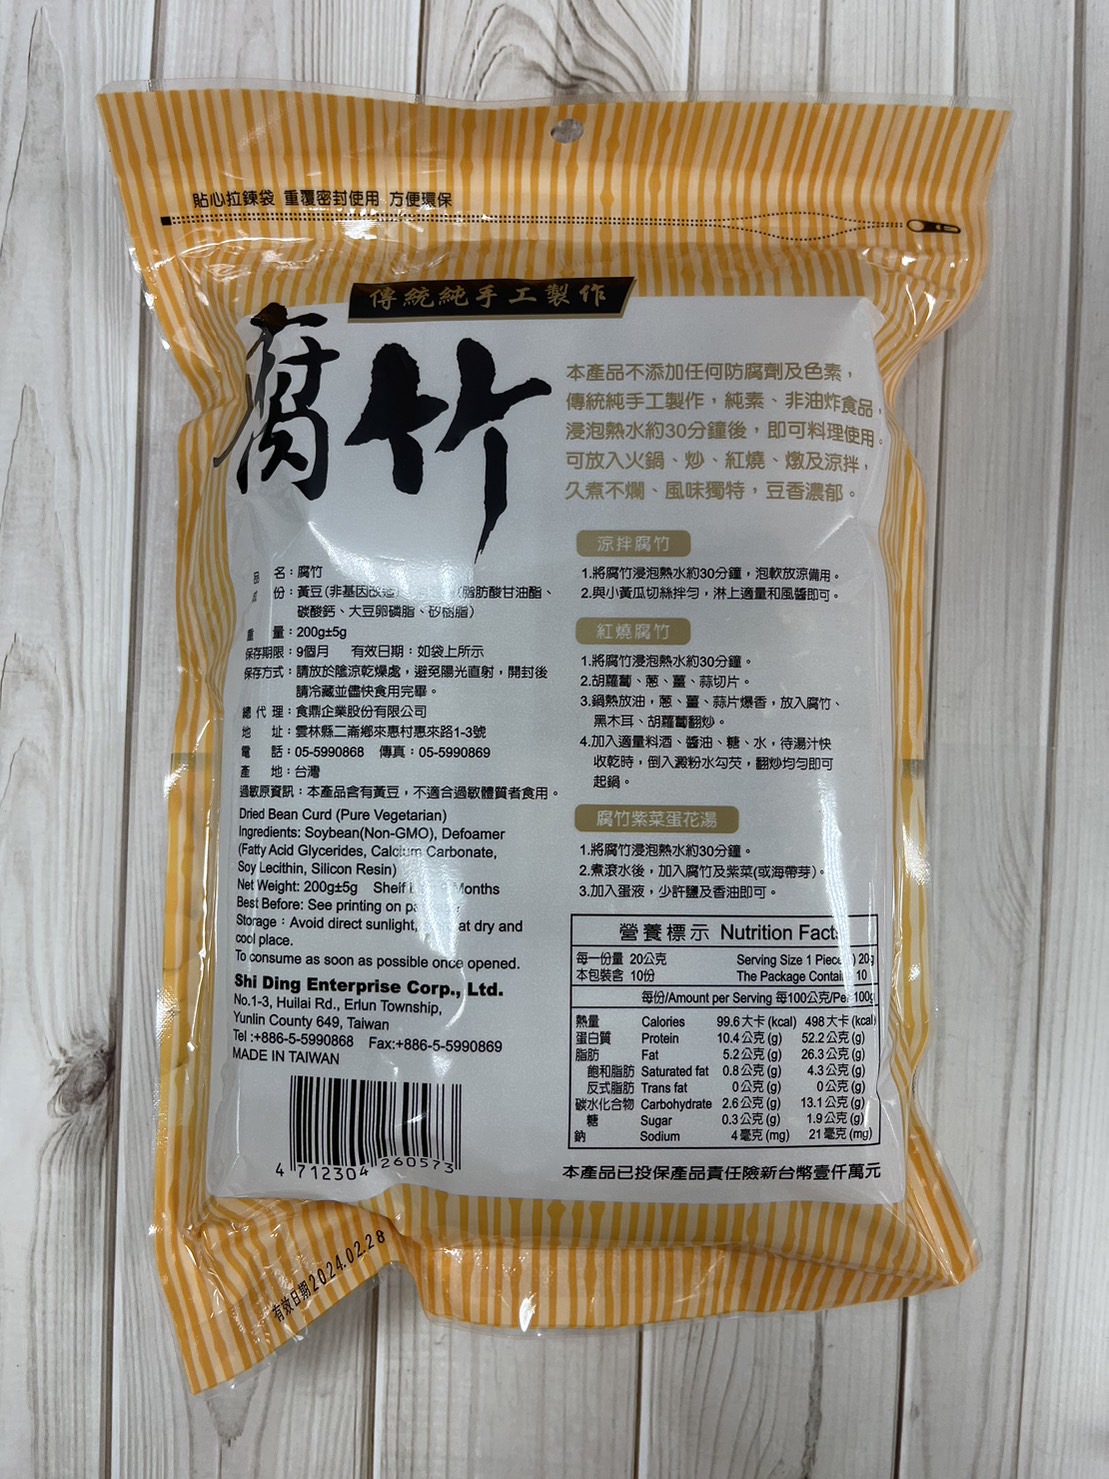 貼心拉鍊袋 重覆密封使用 方便環保
傳統純手工製作
腐竹
本產品不添加任何防腐劑及色素，
傳統純手工製作，純素、非油炸食品，
浸泡熱水約30分鐘後，即可料理使用。
可放入火鍋、炒、紅燒、燉及涼拌，
久煮不爛、風味獨特，豆香濃郁。
涼拌腐竹
1.將腐竹浸泡熱水約30分鐘，泡軟放涼備用。
2.與小黃瓜切絲拌勻，淋上適量和風醬即可。
紅燒腐竹
1.將腐竹浸泡熱水約30分鐘。
2.胡蘿蔔、蔥、薑、蒜切片。
3.鍋熱放油，蔥、薑、蒜片爆香，放入腐竹、
黑木耳、胡蘿蔔翻炒。
4.加入適量料酒、醬油、糖、水，待湯汁快
收乾時，倒入澱粉水勾芡，翻炒均勻即可
起鍋。
腐竹紫菜蛋花湯
1.將腐竹浸泡熱水約30分鐘。
2.煮滾水後，加入腐竹及紫菜(或海帶芽)。
3.加入蛋液，少許鹽及香油即可。
品 名：腐竹
成 份：黃豆(非基因改造) 脂肪酸甘油酯、
碳酸鈣、大豆卵磷脂、矽樹脂)
重 量：200g±5g
保存期限：9個月 有效日期：如袋上所示
保存方式：請放於陰涼乾燥處，避免陽光直射，開封後
請冷藏並儘快食用完畢。
總 代 理：食鼎企業股份有限公司
地 址：雲林縣二崙鄉來惠村惠來路1-3號
電 話：05-5990868 傳真：05-5990869
產 地：台灣
過敏原資訊：本產品含有黃豆，不適合過敏體質者食用。
Dried Bean Curd (Pure Vegetarian)
Ingredients: Soybean(Non-GMO), Defoamer
(Fatty Acid Glycerides, Calcium Carbonate,
Soy Lecithin, Silicon Resin)
Net Weight: 200g±5g Shelf Months
Best Before: See printing on
Storage：Avoid direct sunlight, at dry and
cool place.
To consume as soon as possible once opened.
Shi Ding Enterprise Corp., Ltd.
No.1-3, Huilai Rd., Erlun Township,
Yunlin County 649, Taiwan
Tel :+886-5-5990868 Fax:+886-5-5990869
MADE IN TAIWAN
4 712304 260573
營養標示 Nutrition Facts
每一份量 20公克 Serving Size 1 Piece 20g
本包裝含 10份 The Package Contain 10
每份/Amount per Serving 每100公克/Per 100g
熱量 Calories 99.6大卡(kcal) 498大卡(kcal)
蛋白質 Protein 10.4公克(g) 52.2公克(g)
脂肪 Fat 5.2公克(g) 26.3公克(g)
飽和脂肪 Saturated fat 0.8公克(g) 4.3公克(g)
反式脂肪 Trans fat 0公克(g) 0公克(g)
碳水化合物 Carbohydrate 2.6公克(g) 13.1公克(g)
糖 Sugar 0.3公克(g) 1.9公克(g)
鈉 Sodium 4毫克(mg) 21毫克(mg)
本產品已投保產品責任險新台幣壹仟萬元
有效日期2024.02.28